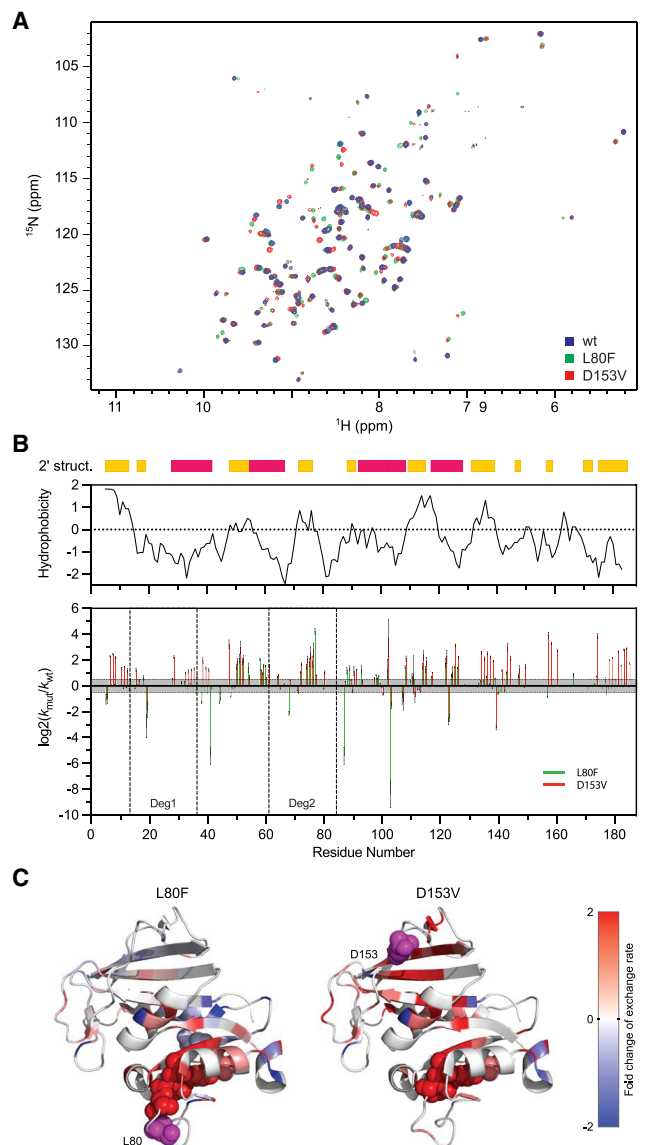 A
105
110
115
120
125
130
15N (ppm)
wt
L80F
D153V
11
10
8
7
9
6
1H (ppm)
B
2' struct.
Hydrophobicity
2
1
0
-1
-2
log2(kmut/kwt)
6
4
2
0
-2
-4
-6
-8
-10
Deg1
Deg2
L80F
D153V
0
20
40
60
80
100
120
140
160
180
Residue Number
C
L80F
D153V
D153
L80
2
0
-2
Fold change of exchange rate